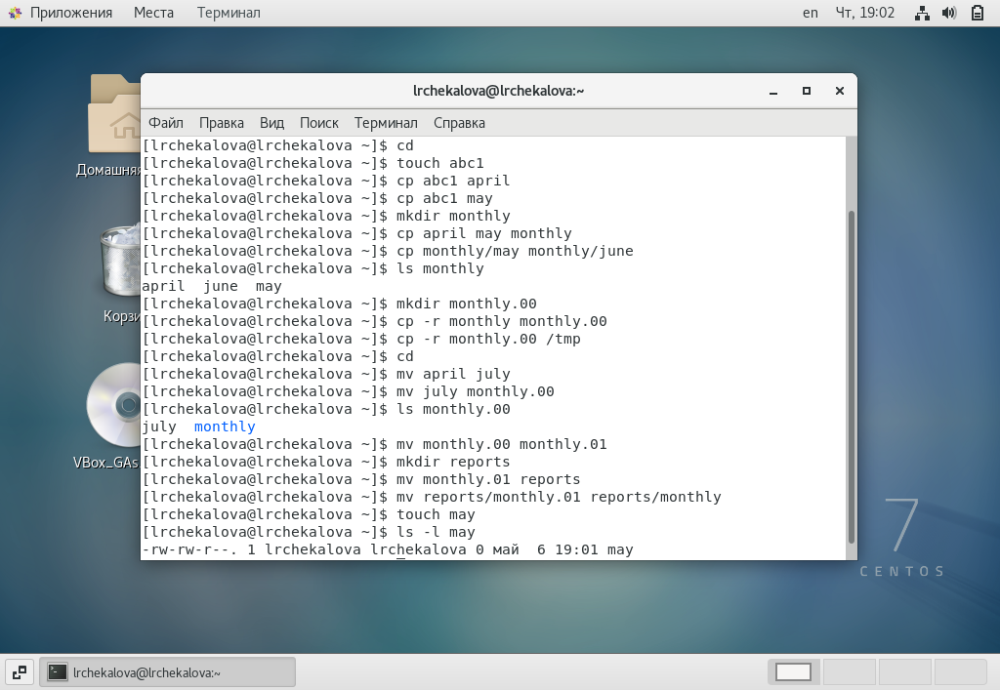 Приложения Места Терминал en Чт, 19:02
Домашняя
Корзи
VBox_GAs
lrchekalova@lrchekalova:~
Файл Правка Вид Поиск Терминал Справка
[lrchekalova@lrchekalova ~]$ cd
[lrchekalova@lrchekalova ~]$ touch abc1
[lrchekalova@lrchekalova ~]$ cp abc1 april
[lrchekalova@lrchekalova ~]$ cp abc1 may
[lrchekalova@lrchekalova ~]$ mkdir monthly
[lrchekalova@lrchekalova ~]$ cp april may monthly
[lrchekalova@lrchekalova ~]$ cp monthly/may monthly/june
[lrchekalova@lrchekalova ~]$ ls monthly
april  june  may
[lrchekalova@lrchekalova ~]$ mkdir monthly.00
[lrchekalova@lrchekalova ~]$ cp -r monthly monthly.00
[lrchekalova@lrchekalova ~]$ cp -r monthly.00 /tmp
[lrchekalova@lrchekalova ~]$ cd
[lrchekalova@lrchekalova ~]$ mv april july
[lrchekalova@lrchekalova ~]$ mv july monthly.00
[lrchekalova@lrchekalova ~]$ ls monthly.00
july  monthly
[lrchekalova@lrchekalova ~]$ mv monthly.00 monthly.01
[lrchekalova@lrchekalova ~]$ mkdir reports
[lrchekalova@lrchekalova ~]$ mv monthly.01 reports
[lrchekalova@lrchekalova ~]$ mv reports/monthly.01 reports/monthly
[lrchekalova@lrchekalova ~]$ touch may
[lrchekalova@lrchekalova ~]$ ls -l may
-rw-rw-r--. 1 lrchekalova lrchekalova 0 май  6 19:01 may
7
CENTOS
lrchekalova@lrchekalova:~